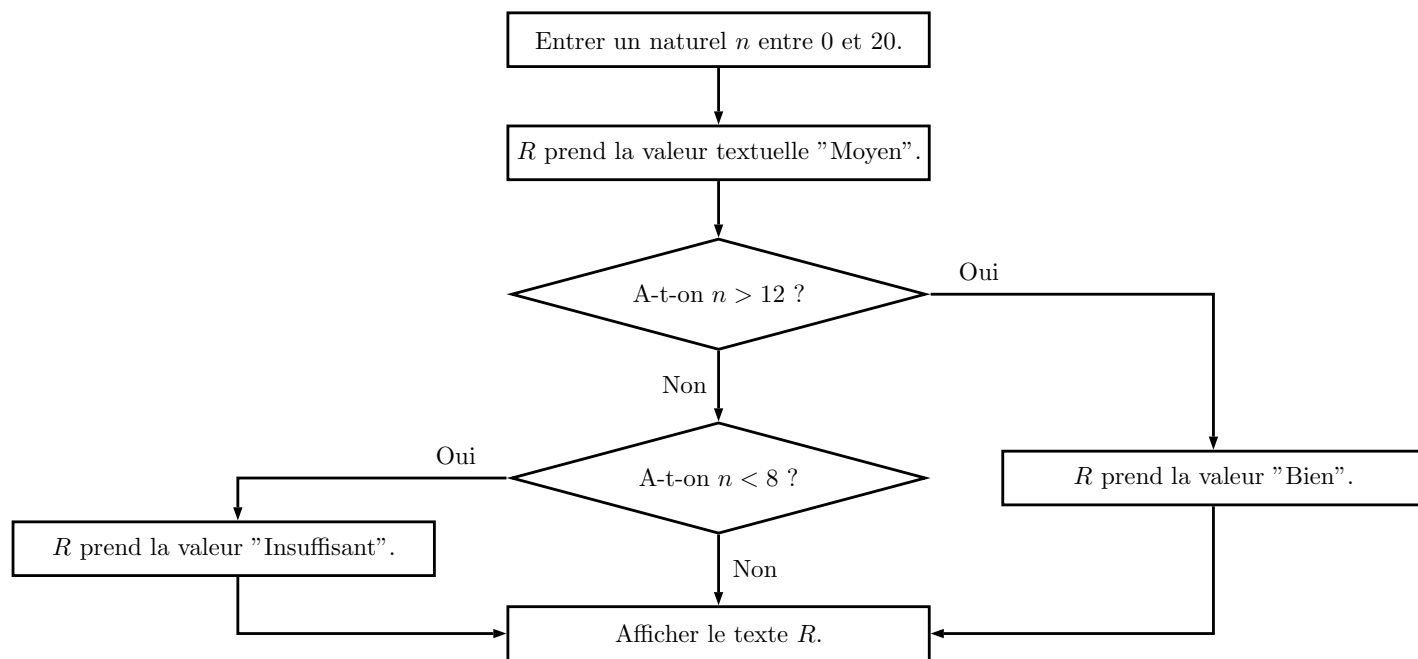 Entrer un naturel n entre 0 et 20.
R prend la valeur textuelle ”Moyen”.
A-t-on n > 12 ?
Oui
Non
A-t-on n < 8 ?
Oui
R prend la valeur ”Bien”.
R prend la valeur ”Insuffisant”.
Non
Afficher le texte R.